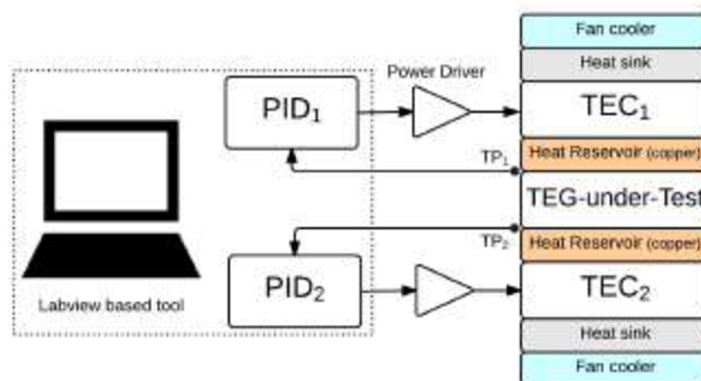 Fan cooler
Heat sink
Power Driver
PID1
TEC1
TP1
Heat Reservoir (copper)
TEG-under-Test
TP2
Heat Reservoir (copper)
PID2
TEC2
Labview based tool
Heat sink
Fan cooler